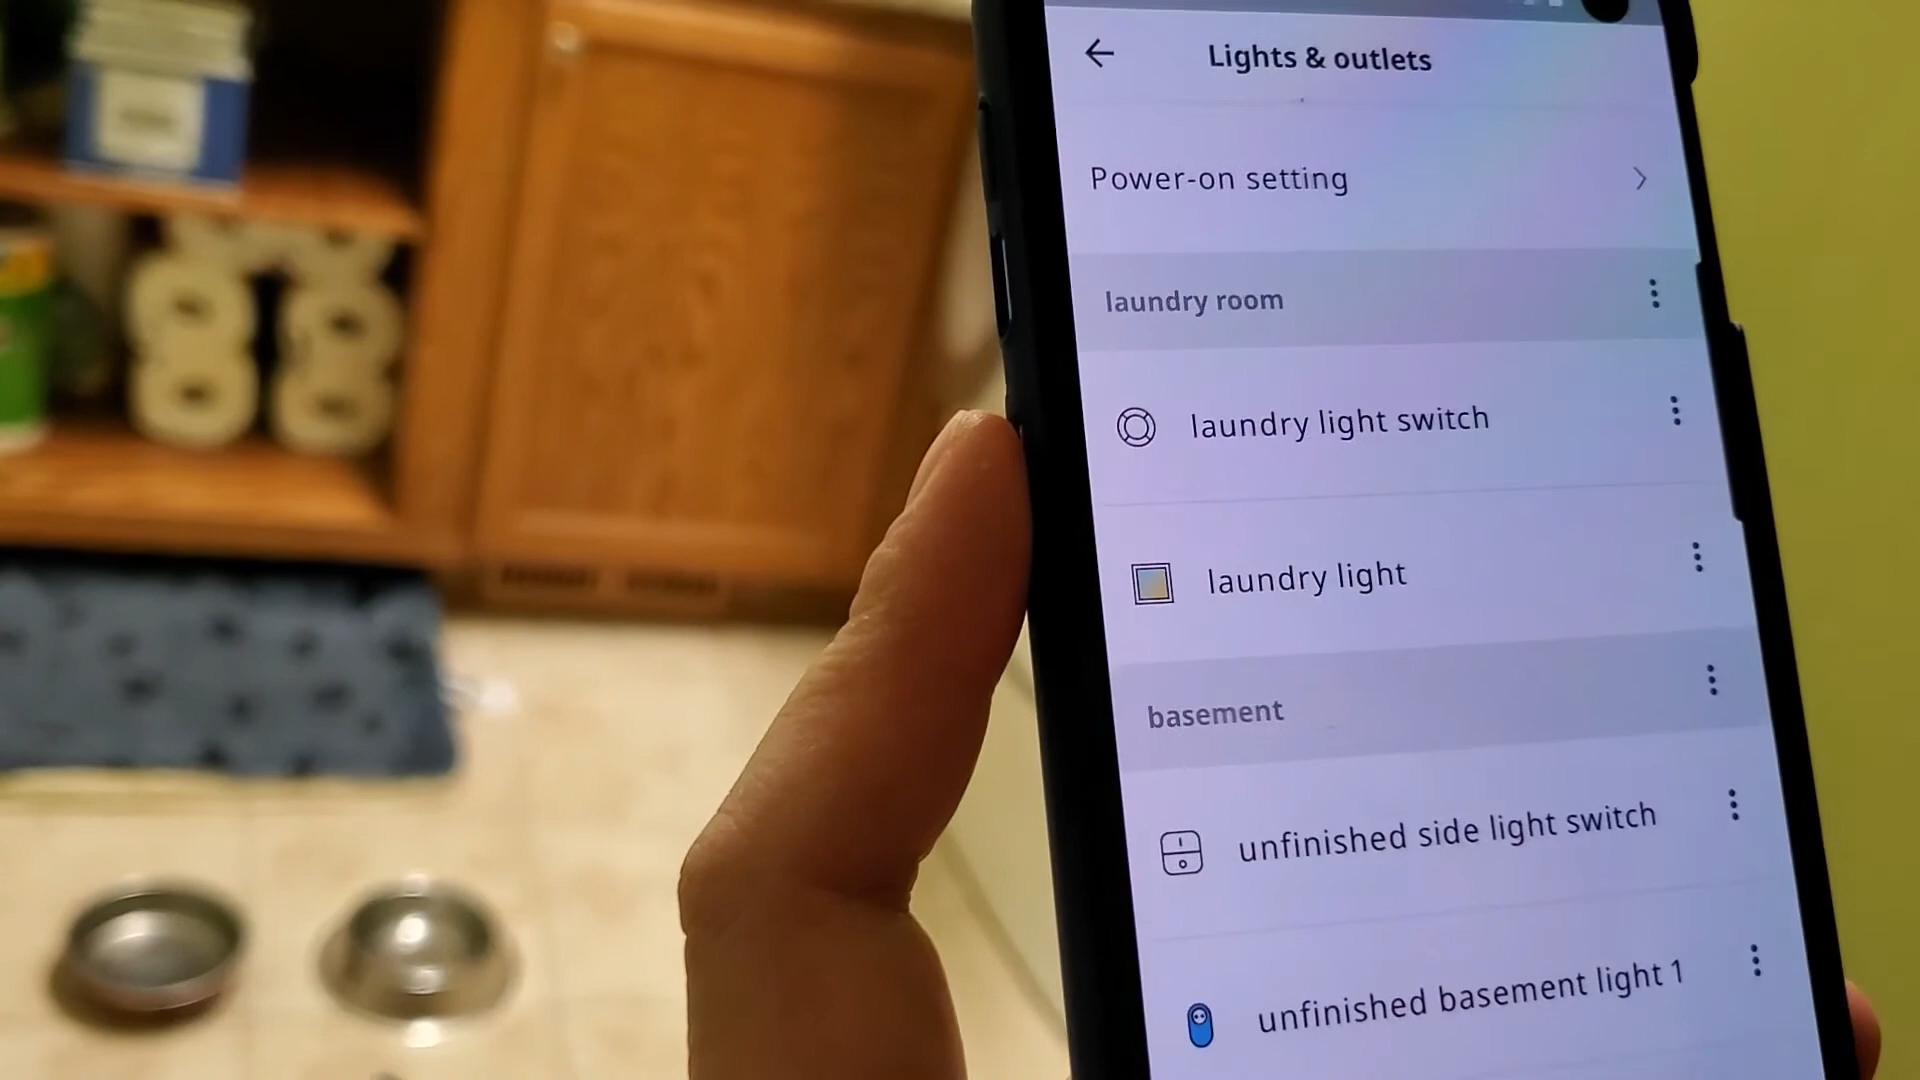 Lights & outlets
Power-on setting
laundry room
laundry light switch
laundry light
basement
unfinished side light switch
unfinished basement light 1